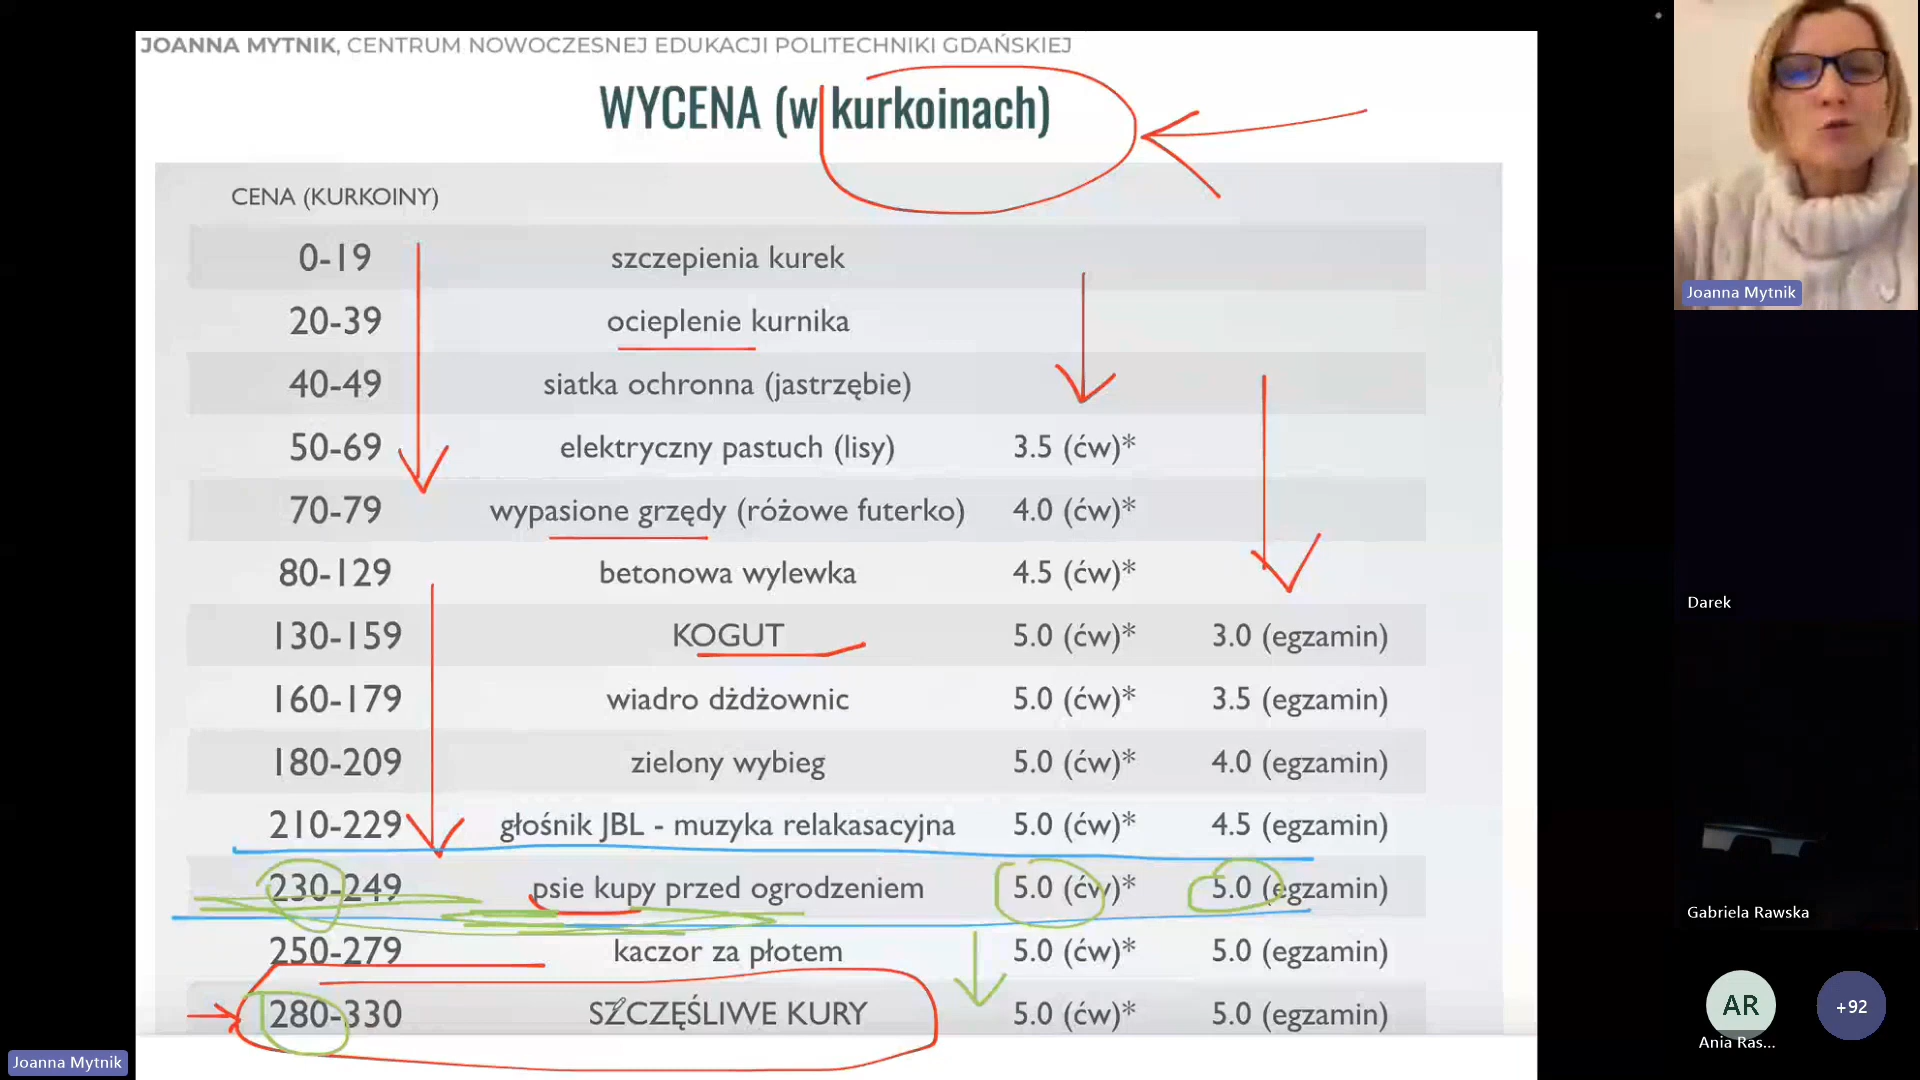 JOANNA MYTNIK, CENTRUM NOWOCZESNEJ EDUKACJI POLITECHNIKI GDAŃSKIEJ
WYCENA (w kurkoinach)
CENA (KURKOINY)
0-19 szczepienia kurek
20-39 ocieplenie kurnika
40-49 siatka ochronna (jastrzębie)
50-69 elektryczny pastuch (lisy) 3.5 (ćw)*
70-79 wypasione grzędy (różowe futerko) 4.0 (ćw)*
80-129 betonowa wylewka 4.5 (ćw)*
130-159 KOGUT 5.0 (ćw)* 3.0 (egzamin)
160-179 wiadro dżdżownic 5.0 (ćw)* 3.5 (egzamin)
180-209 zielony wybieg 5.0 (ćw)* 4.0 (egzamin)
210-229 głośnik JBL - muzyka relakasacyjna 5.0 (ćw)* 4.5 (egzamin)
230-249 psie kupy przed ogrodzeniem 5.0 (ćw)* 5.0 (egzamin)
250-279 kaczor za płotem 5.0 (ćw)* 5.0 (egzamin)
280-330 SZCZĘŚLIWE KURY 5.0 (ćw)* 5.0 (egzamin)
Joanna Mytnik
Joanna Mytnik
Darek
Gabriela Rawska
AR
Ania Ras...
+92